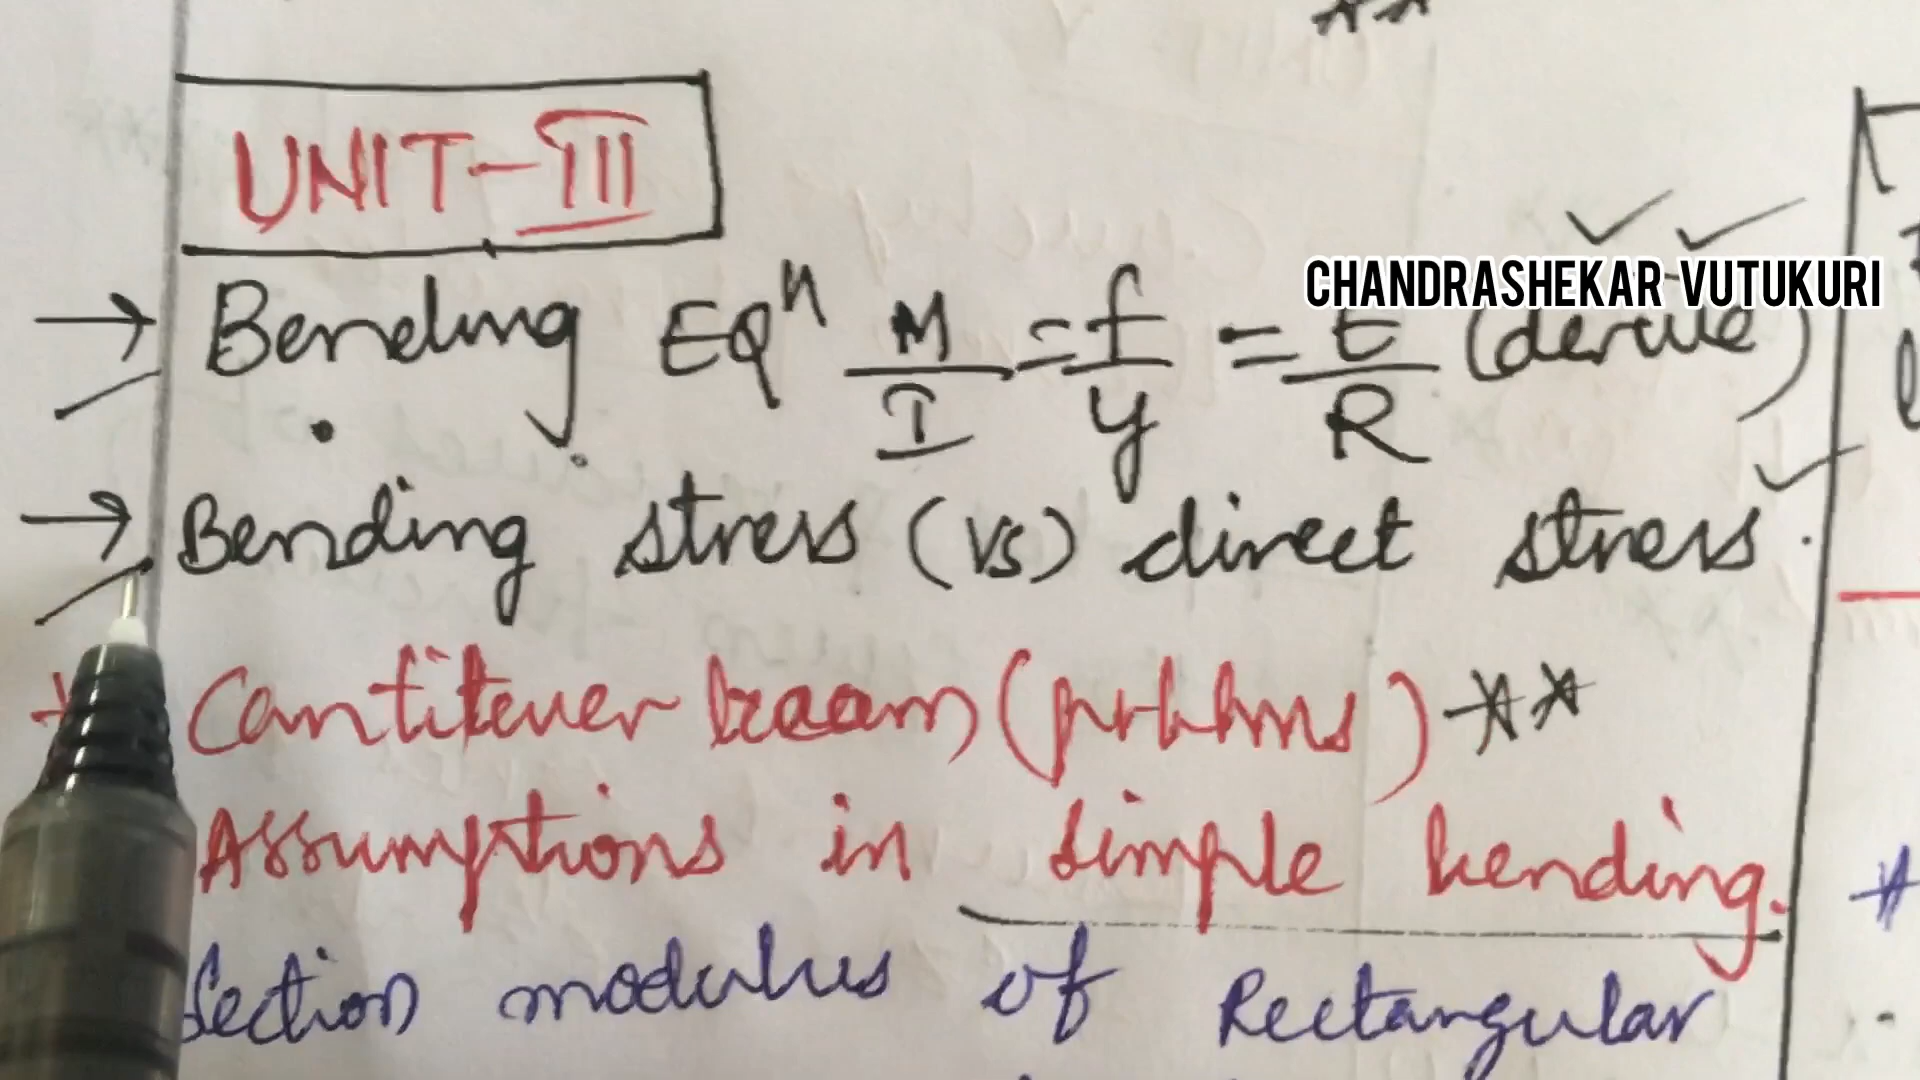 UNIT-III
CHANDRASHEKAR VUTUKURI
→ Bending EQⁿ M/I = f/y = E/R (derive)
→ Bending stress (vs) direct stress.
Cantilever beam (problems) **
Assumptions in simple bending.
Section modulus of Rectangular